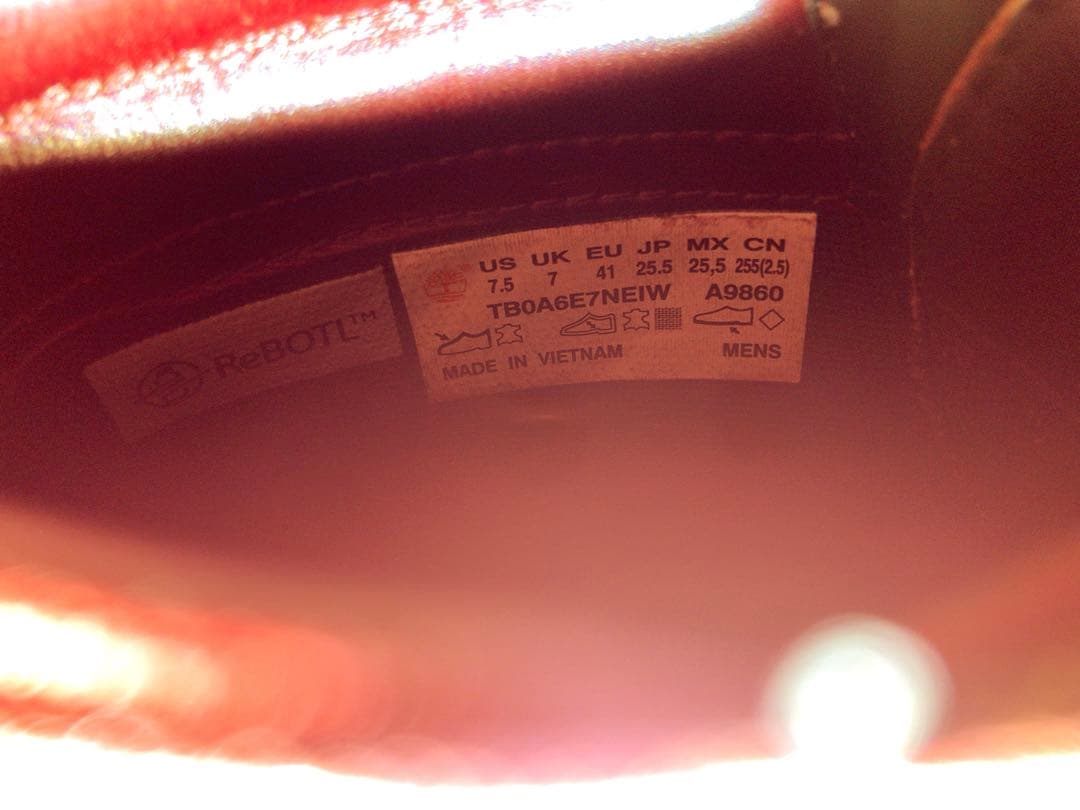 ReBOTL™
US UK EU JP MX CN
7.5 7 41 25.5 25,5 255(2.5)
TB0A6E7NEIW A9860
MADE IN VIETNAM MENS